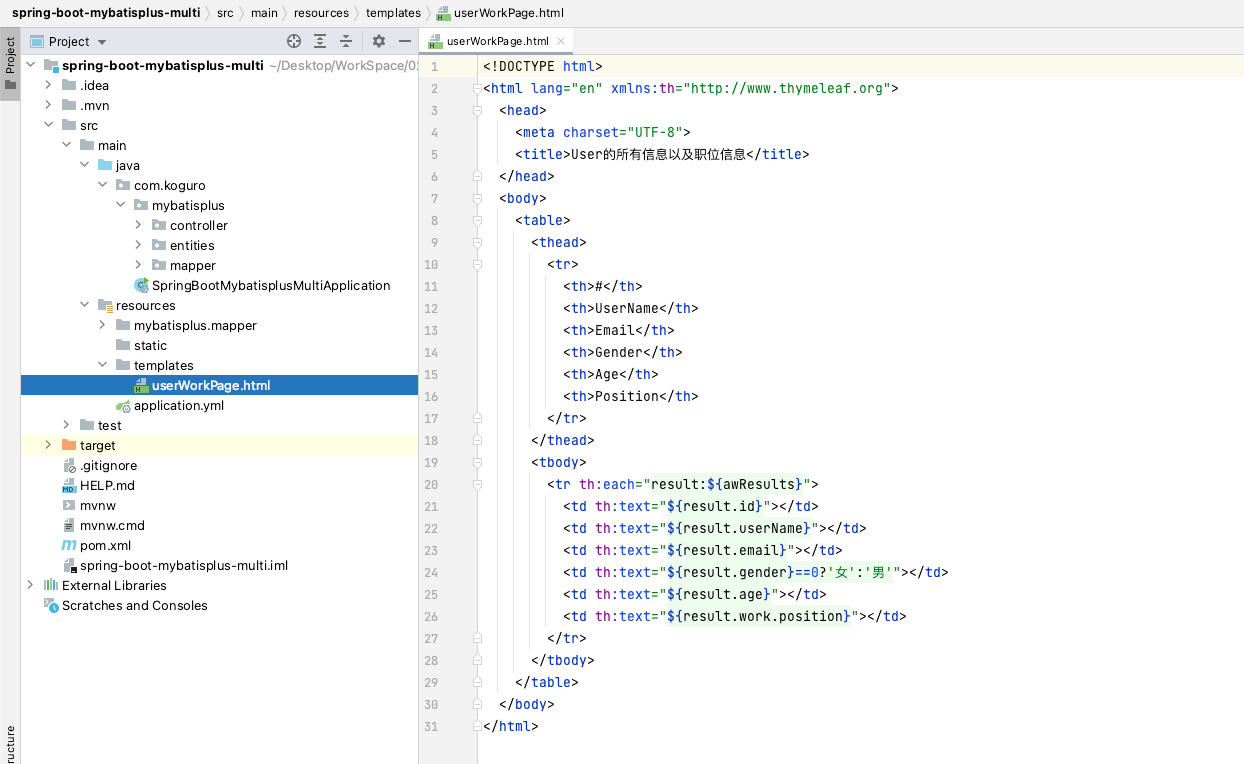 spring-boot-mybatisplus-multi src main resources templates userWorkPage.html
Project
Project
userWorkPage.html
spring-boot-mybatisplus-multi ~/Desktop/WorkSpace/02
.idea
.mvn
src
main
java
com.koguro
mybatisplus
controller
entities
mapper
SpringBootMybatisplusMultiApplication
resources
mybatisplus.mapper
static
templates
userWorkPage.html
application.yml
test
target
.gitignore
HELP.md
mvnw
mvnw.cmd
pom.xml
spring-boot-mybatisplus-multi.iml
External Libraries
Scratches and Consoles
ructure
1 <!DOCTYPE html>
2 <html lang="en" xmlns:th="http://www.thymeleaf.org">
3 <head>
4 <meta charset="UTF-8">
5 <title>User的所有信息以及职位信息</title>
6 </head>
7 <body>
8 <table>
9 <thead>
10 <tr>
11 <th>#</th>
12 <th>UserName</th>
13 <th>Email</th>
14 <th>Gender</th>
15 <th>Age</th>
16 <th>Position</th>
17 </tr>
18 </thead>
19 <tbody>
20 <tr th:each="result:${awResults}">
21 <td th:text="${result.id}"></td>
22 <td th:text="${result.userName}"></td>
23 <td th:text="${result.email}"></td>
24 <td th:text="${result.gender}==0?'女':'男'"></td>
25 <td th:text="${result.age}"></td>
26 <td th:text="${result.work.position}"></td>
27 </tr>
28 </tbody>
29 </table>
30 </body>
31 </html>